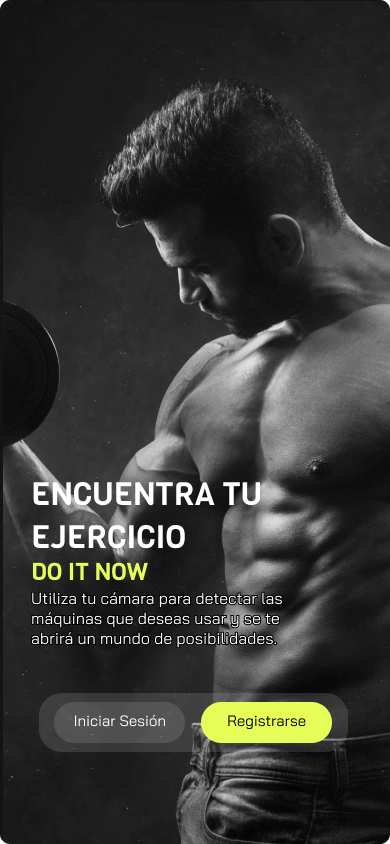 ENCUENTRA TU
EJERCICIO
DO IT NOW
Utiliza tu cámara para detectar las
máquinas que deseas usar y se te
abrirá un mundo de posibilidades.
Iniciar Sesión Registrarse